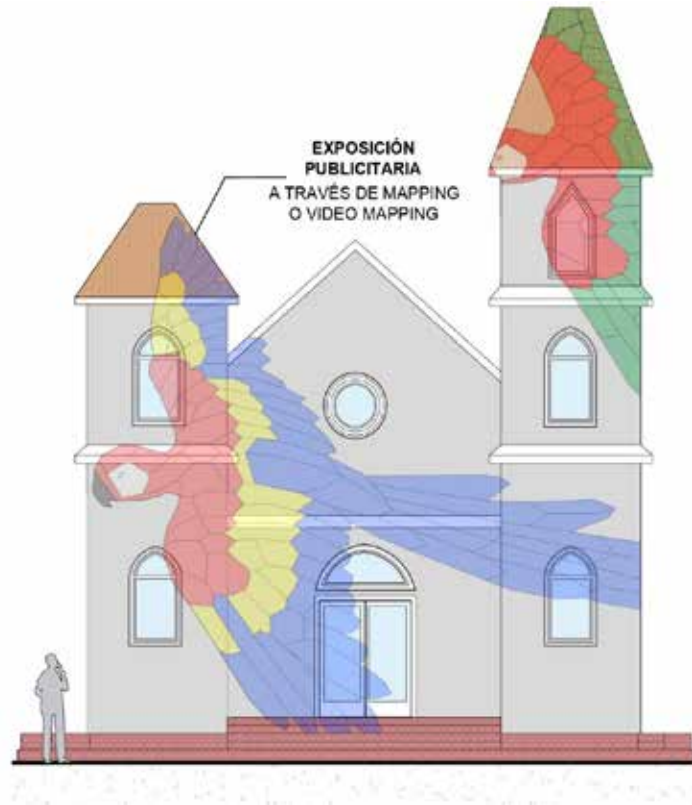 EXPOSICIÓN
PUBLICITARIA
A TRAVÉS DE MAPPING
O VIDEO MAPPING